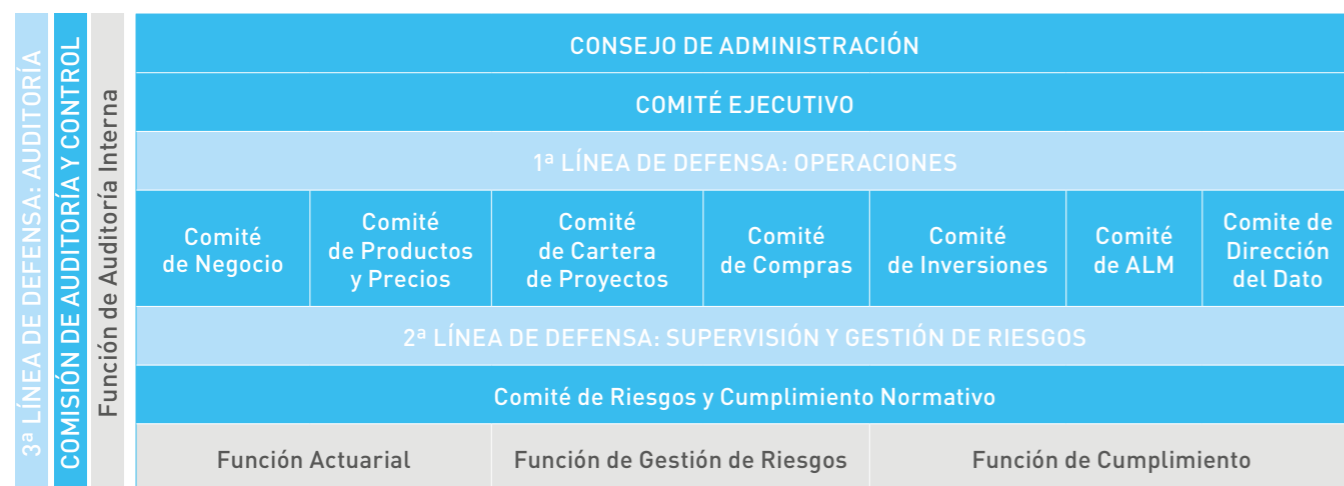 3ª LÍNEA DE DEFENSA: AUDITORÍA
COMISIÓN DE AUDITORÍA Y CONTROL
Función de Auditoría Interna
CONSEJO DE ADMINISTRACIÓN
COMITÉ EJECUTIVO
1ª LÍNEA DE DEFENSA: OPERACIONES
Comité
de Negocio
Comité
de Productos
y Precios
Comité
de Cartera
de Proyectos
Comité
de Compras
Comité
de Inversiones
Comité
de ALM
Comite de
Dirección
del Dato
2ª LÍNEA DE DEFENSA: SUPERVISIÓN Y GESTIÓN DE RIESGOS
Comité de Riesgos y Cumplimiento Normativo
Función Actuarial
Función de Gestión de Riesgos
Función de Cumplimiento